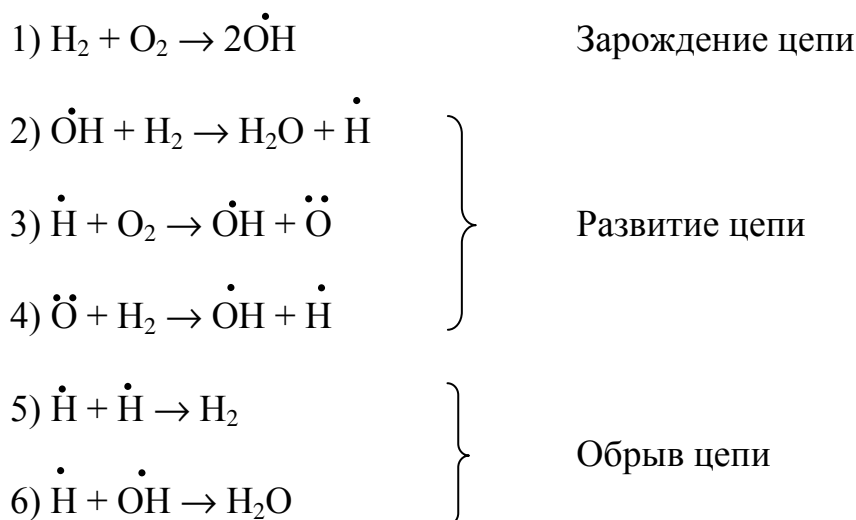 1) H₂ + O₂ → 2ȮH Зарождение цепи
2) ȮH + H₂ → H₂O + Ḣ
3) Ḣ + O₂ → ȮH + Ö Развитие цепи
4) Ö + H₂ → ȮH + Ḣ
5) Ḣ + Ḣ → H₂
Обрыв цепи
6) Ḣ + ȮH → H₂O